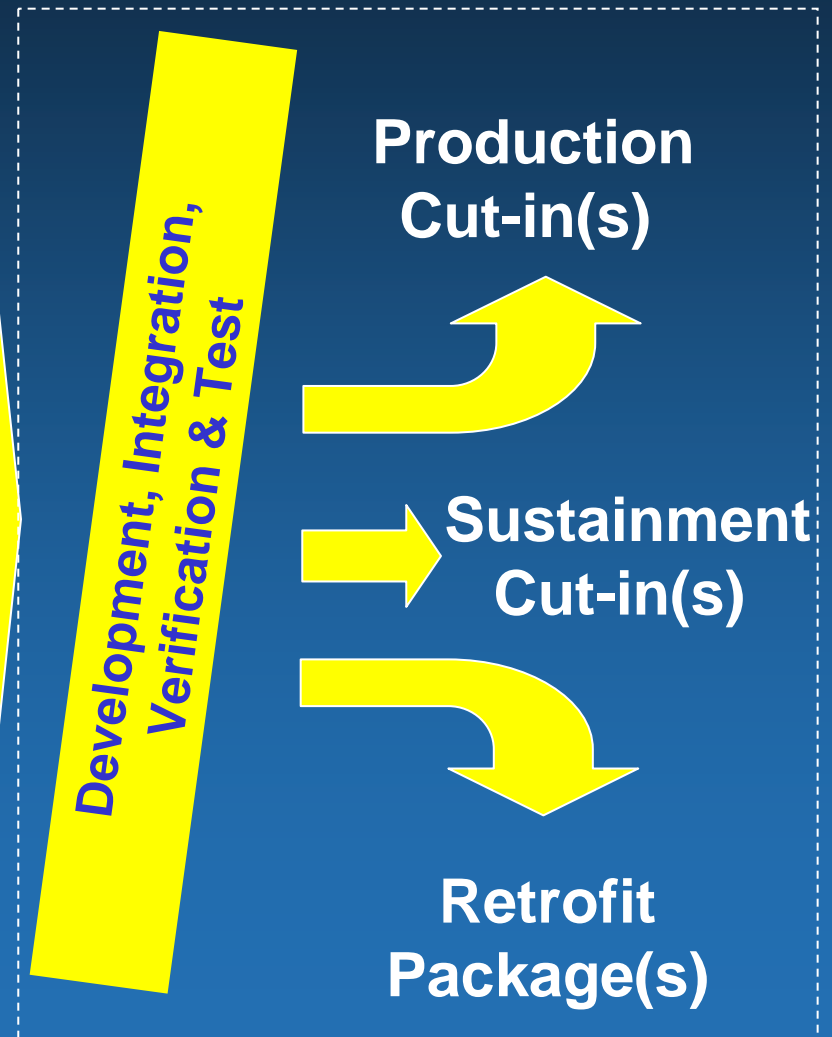 Development, Integration,
Verification & Test
Production
Cut-in(s)
Sustainment
Cut-in(s)
Retrofit
Package(s)